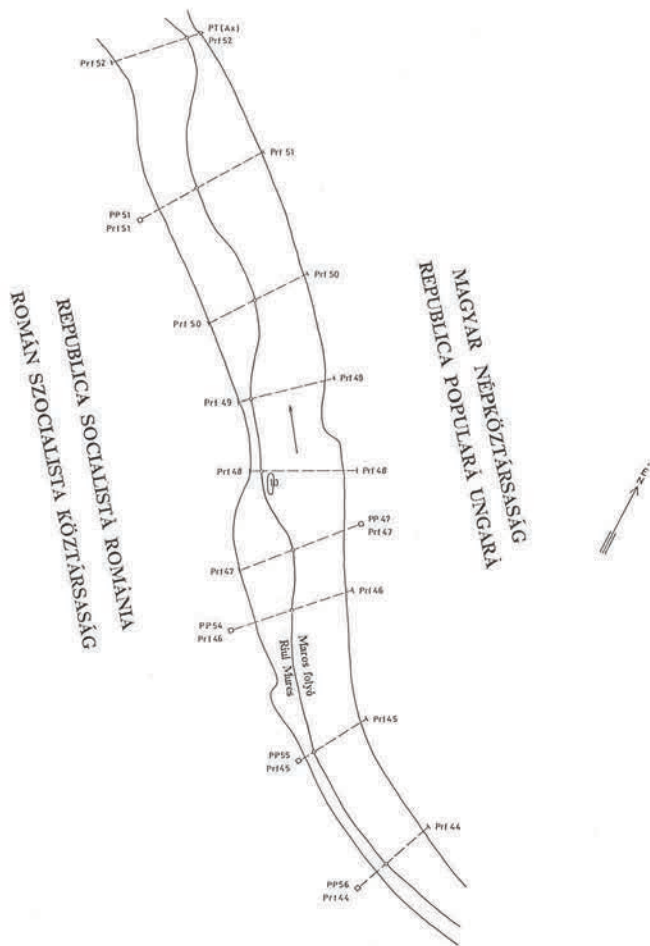 PT(Ax)
Prf 52
Prf 52
Prf 51
PP 51
Prf 51
Prf 50
Prf 50
Prf 49
Prf 49
Prf 48
Prf 48
PP 47
Prf 47
Prf 47
Prf 46
PP 54
Prf 46
Maros folyó
Rîul Mureș
Prf 45
PP 55
Prf 45
Prf 44
PP 56
Prf 44
MAGYAR NÉPKÖZTÁRSASÁG
REPUBLICA POPULARĂ UNGARĂ
REPUBLICA SOCIALISTĂ ROMÂNIA
ROMÁN SZOCIALISTA KÖZTÁRSASÁG